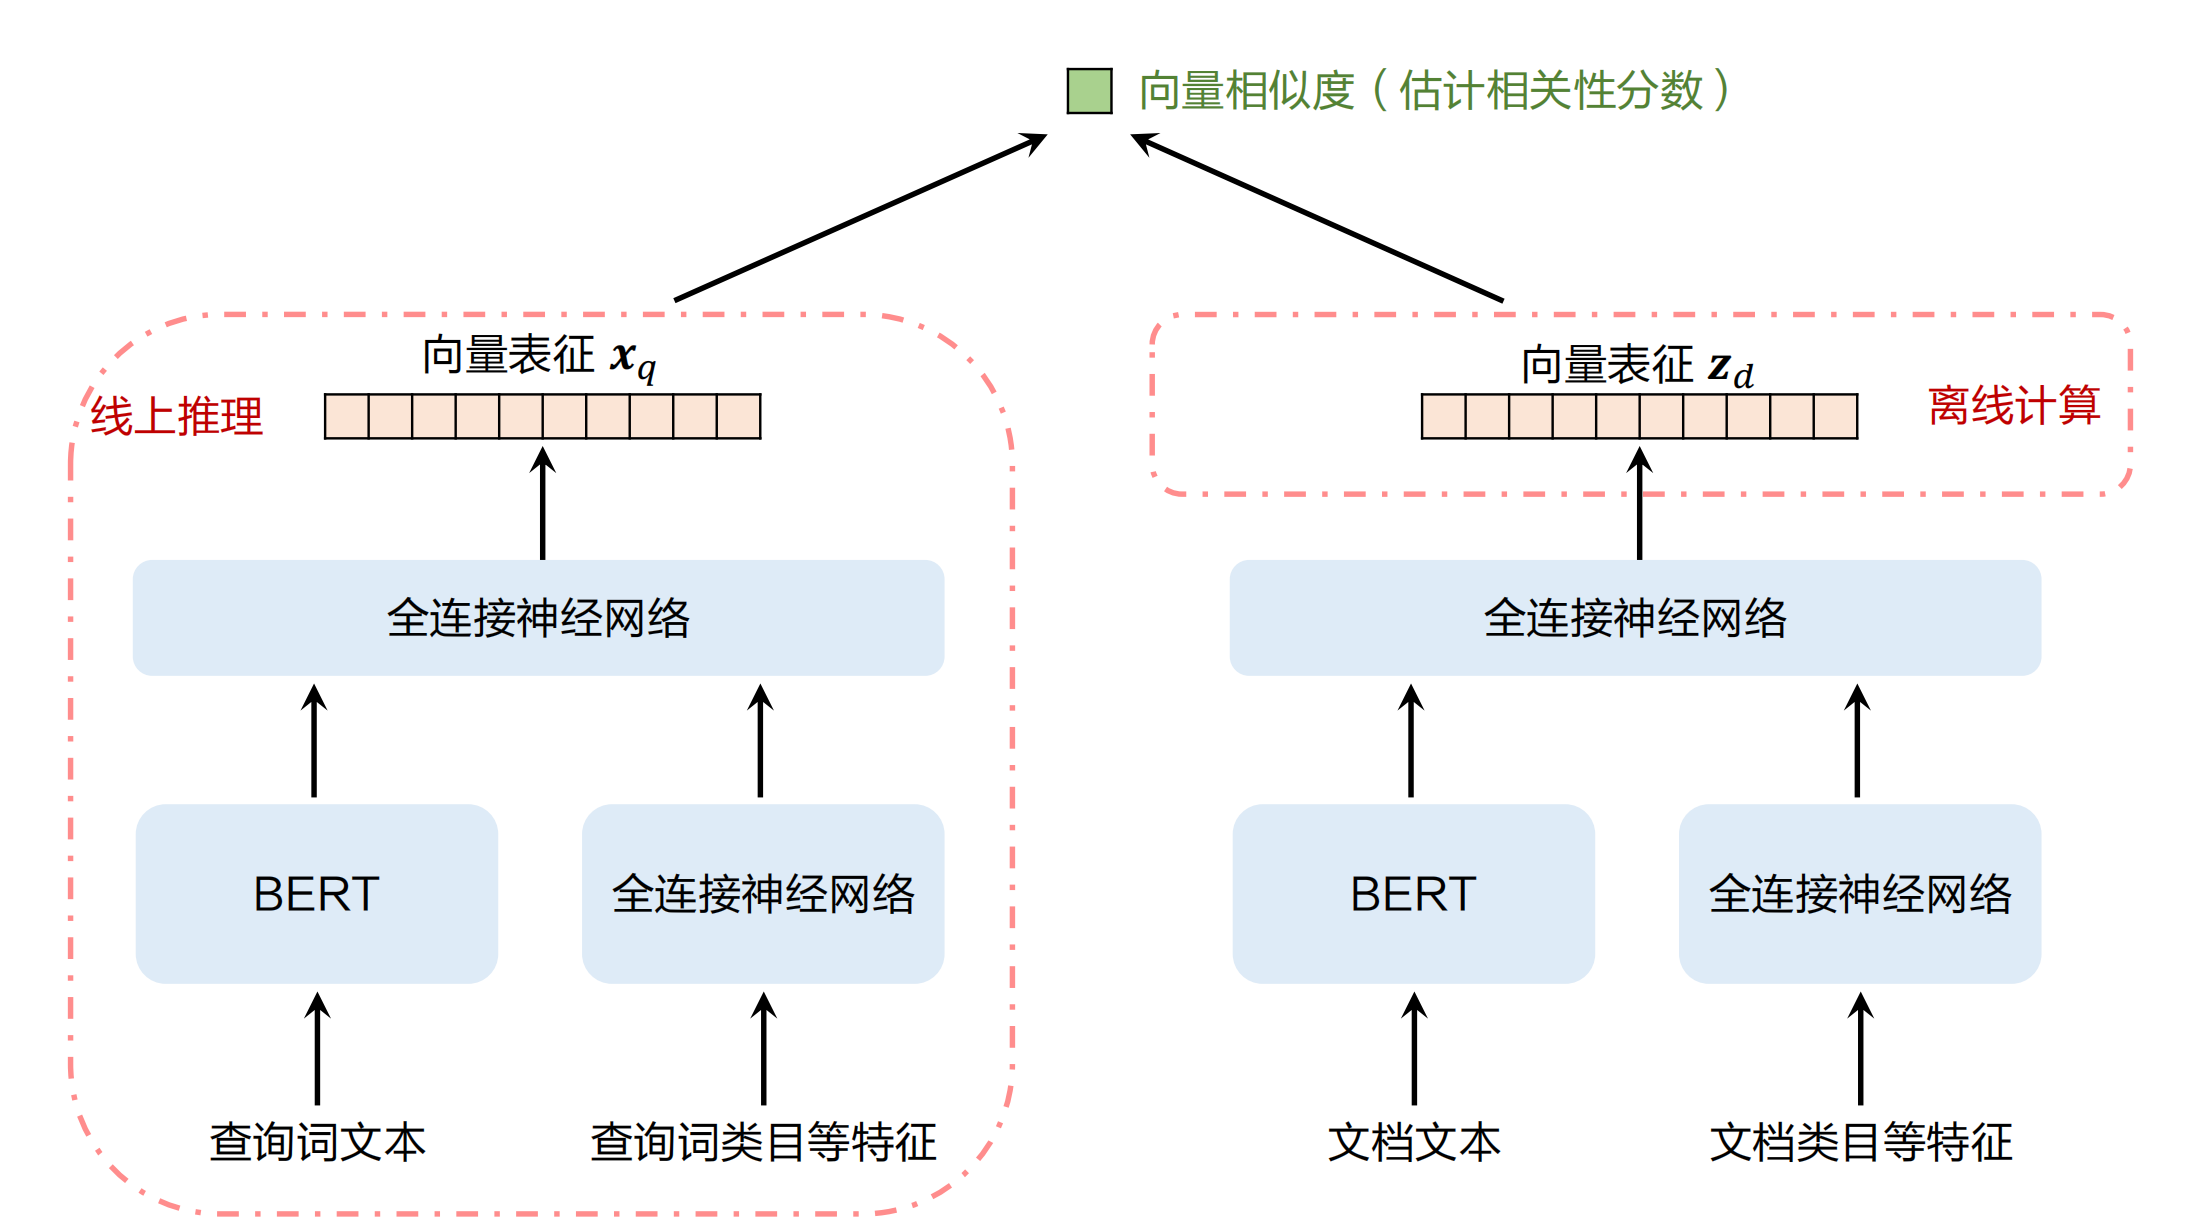 向量相似度（估计相关性分数）
向量表征 x_q
线上推理
向量表征 z_d
离线计算
全连接神经网络
全连接神经网络
BERT
全连接神经网络
BERT
全连接神经网络
查询词文本
查询词类目等特征
文档文本
文档类目等特征